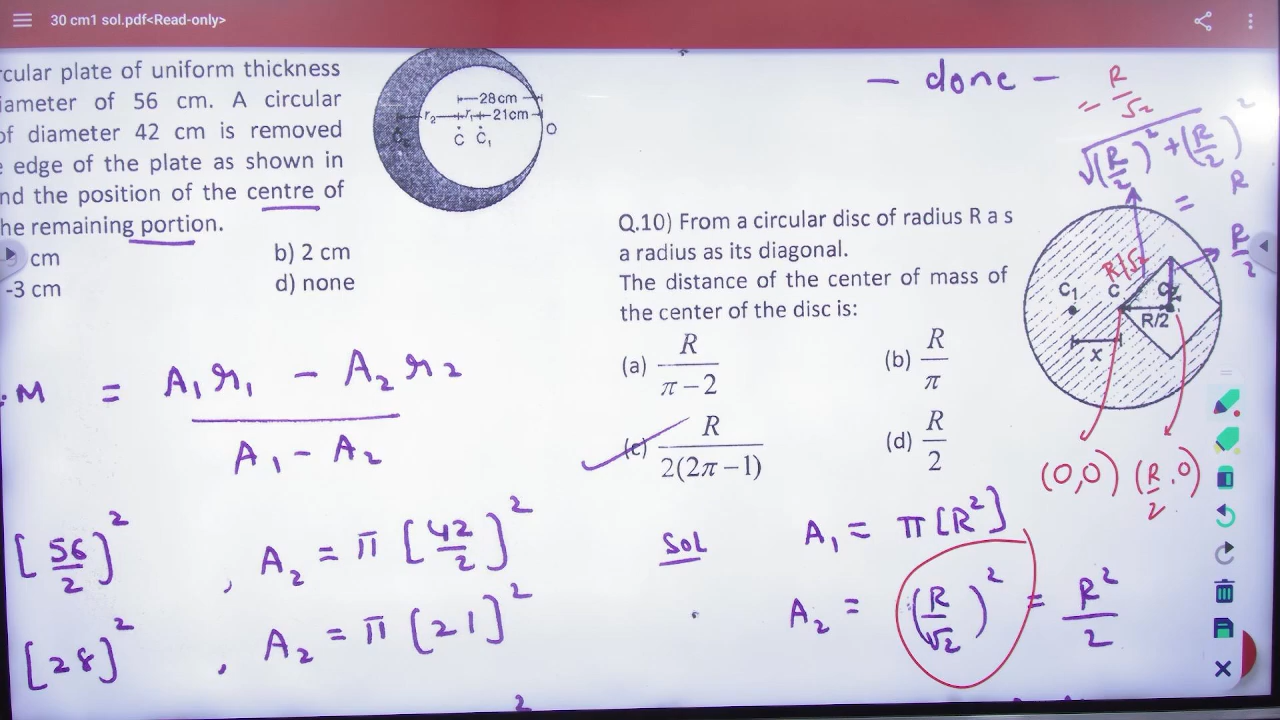 30 cm1 sol.pdf<Read-only>
rcular plate of uniform thickness
iameter of 56 cm. A circular
of diameter 42 cm is removed
e edge of the plate as shown in
nd the position of the centre of
he remaining portion.
cm
b) 2 cm
-3 cm
d) none
28cm
r₂
r₁
21cm
C C₁
O
.M = A₁r₁ - A₂r₂ / A₁ - A₂
[56/2]² , A₂ = π [42/2]²
[28]² , A₂ = π [21]²
2
- done -
= R/√2
√(R/2)² + (R/2)²
= R
R/2
Q.10) From a circular disc of radius R a s
a radius as its diagonal.
The distance of the center of mass of
the center of the disc is:
(a) R/π-2
(b) R/π
(c) R/2(2π-1)
(d) R/2
R/√2
C₁ C
R/2
x
(0,0) (R/2,0)
Sol
A₁ = π[R²]
A₂ = (R/√2)² = R²/2